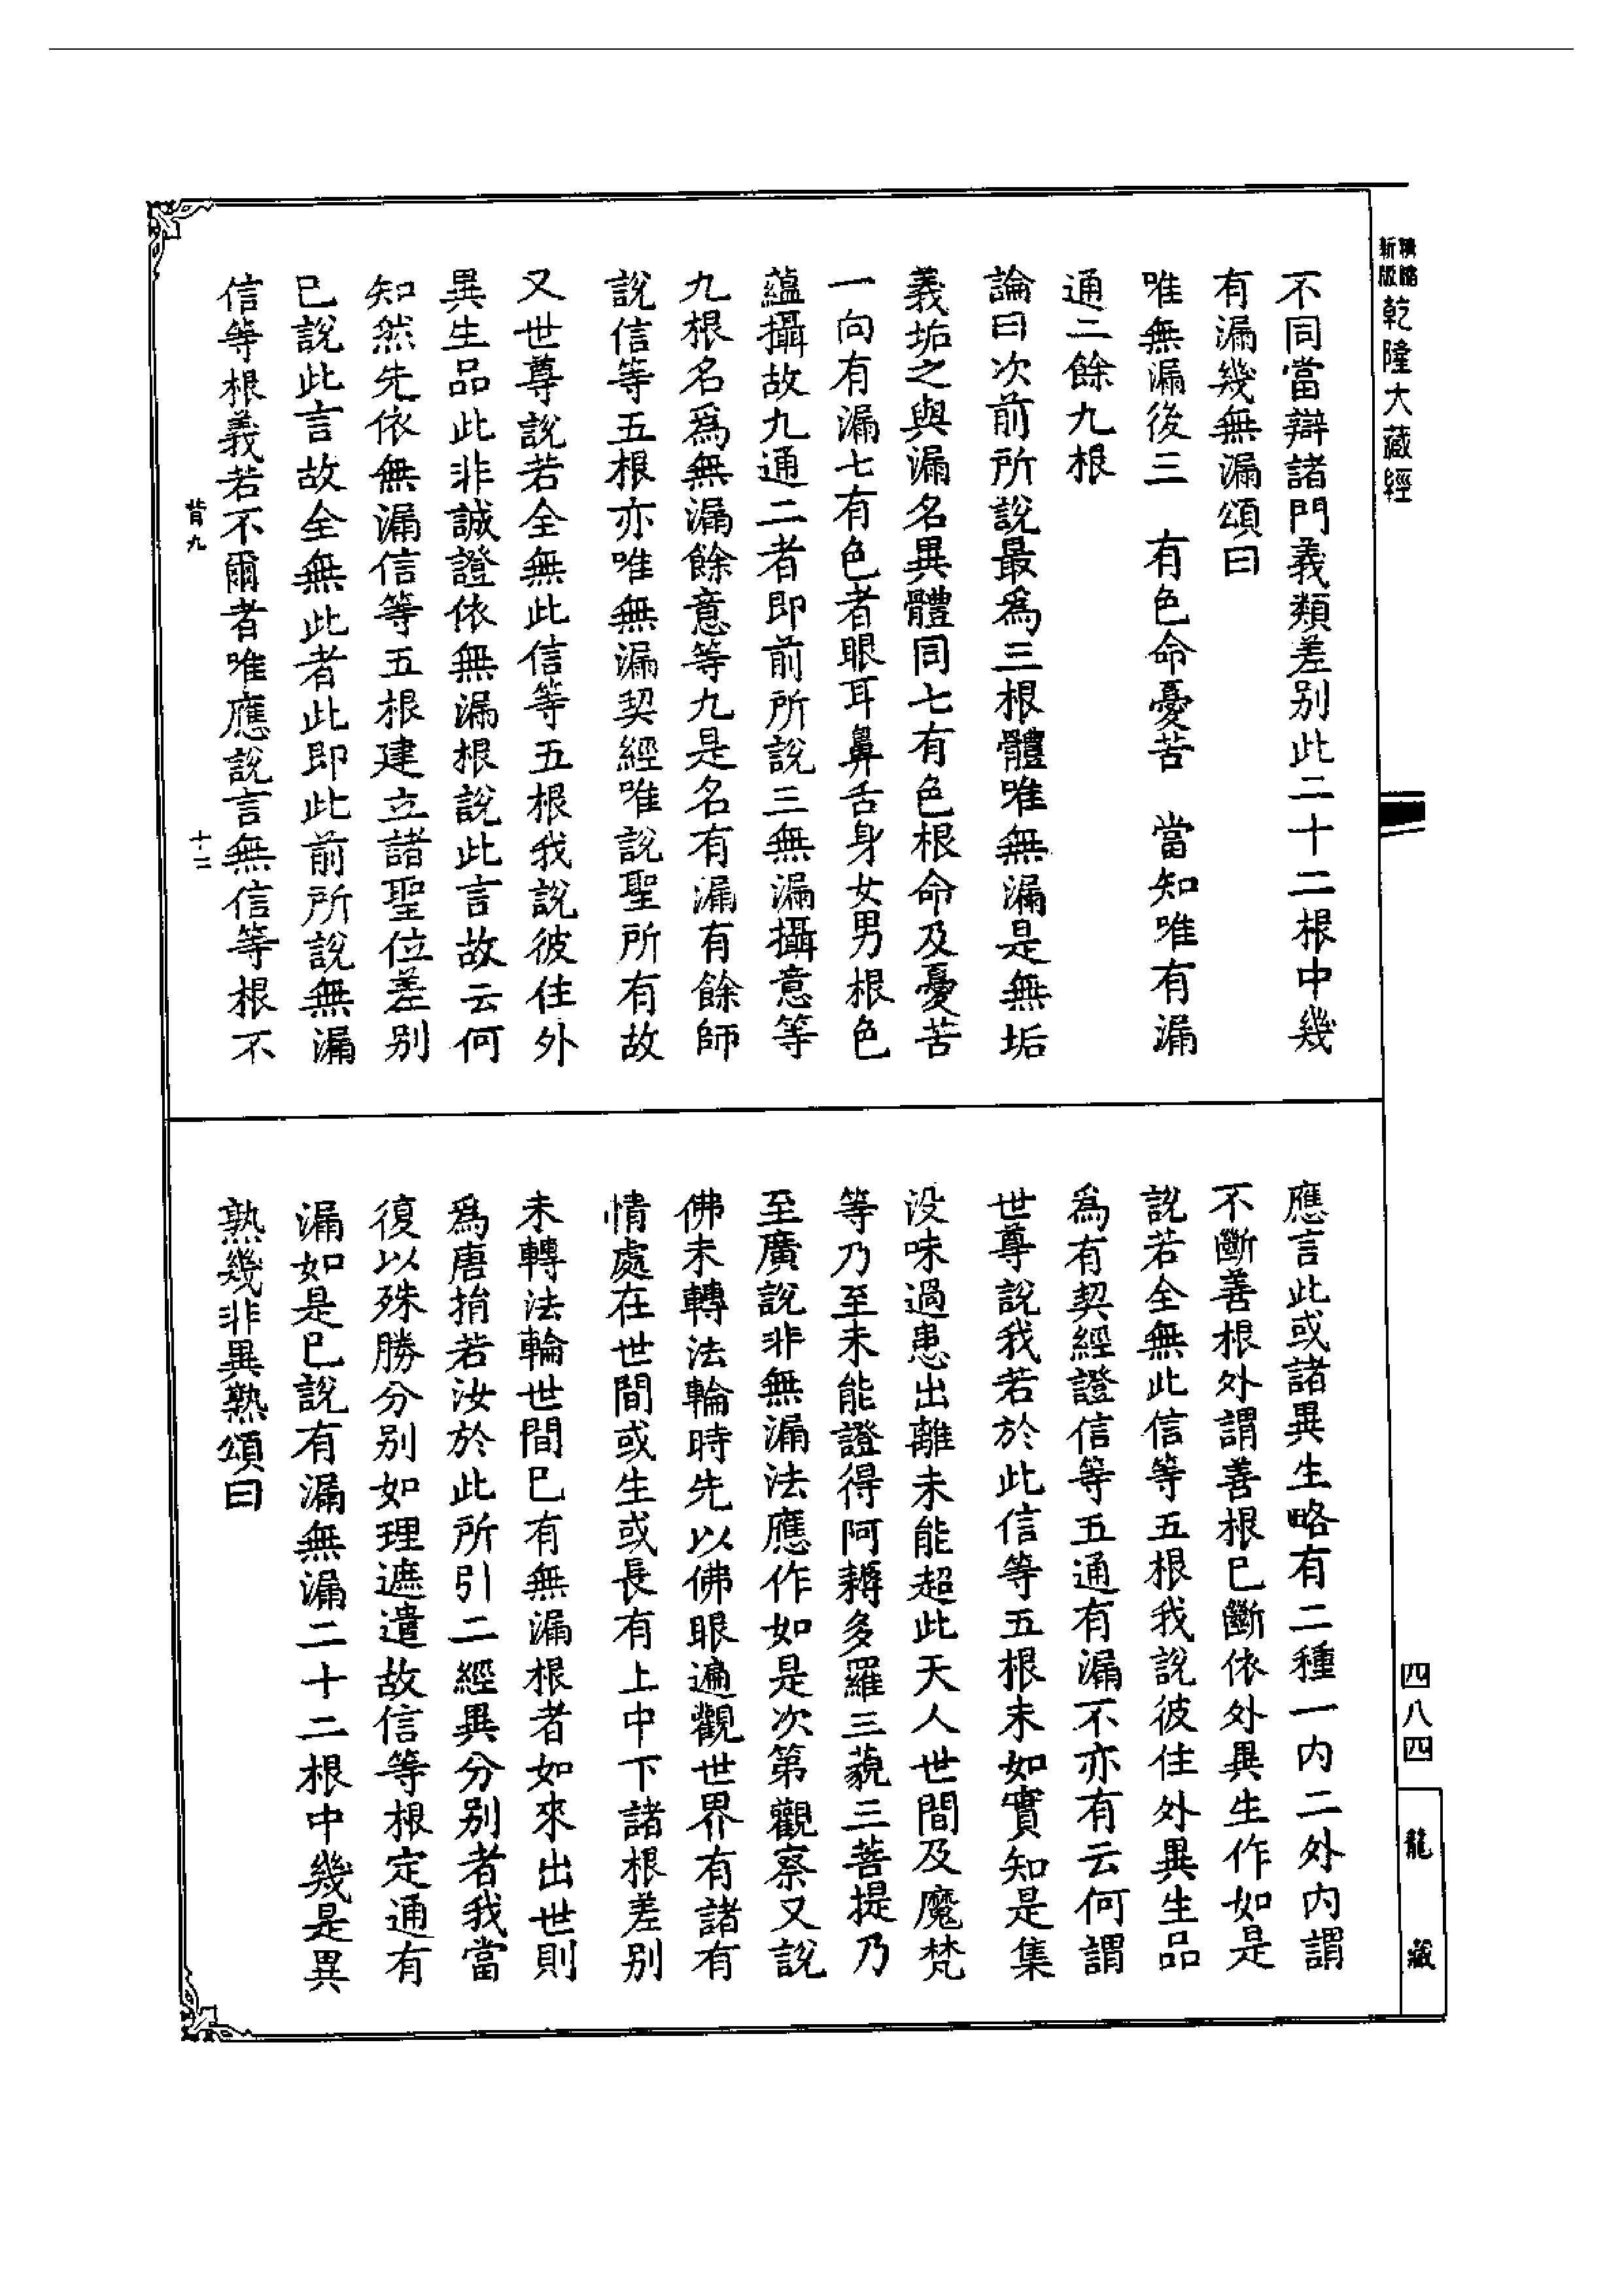 精縮
新版
乾隆大藏經
不同當辯諸門義類差别此二十二根中幾
有漏幾無漏頌曰
唯無漏後三　有色命憂苦　當知唯有漏
通二餘九根
論曰次前所說最爲三根體唯無漏是無垢
義垢之與漏名異體同七有色根命及憂苦
一向有漏七有色者眼耳鼻舌身女男根色
蘊攝故九通二者即前所說三無漏攝意等
九根名爲無漏餘意等九是名有漏有餘師
說信等五根亦唯無漏契經唯說聖所有故
又世尊說若全無此信等五根我說彼住外
異生品此非誠證依無漏根說此言故云何
知然先依無漏信等五根建立諸聖位差别
已說此言故全無此者此即此前所說無漏
信等根義若不爾者唯應說言無信等根不
背九
十二
應言此或諸異生略有二種一内二外内謂
不斷善根外謂善根已斷依外異生作如是
說若全無此信等五根我說彼住外異生品
爲有契經證信等五通有漏不亦有云何謂
世尊說我若於此信等五根未如實知是集
没味過患出離未能超此天人世間及魔梵
等乃至未能證得阿耨多羅三藐三菩提乃
至廣說非無漏法應作如是次第觀察又說
佛未轉法輪時先以佛眼遍觀世界有諸有
情處在世間或生或長有上中下諸根差别
未轉法輪世間已有無漏根者如來出世則
爲唐捐若汝於此所引二經異分别者我當
復以殊勝分别如理遮遣故信等根定通有
漏如是已說有漏無漏二十二根中幾是異
熟幾非異熟頌曰
四八四
龍藏